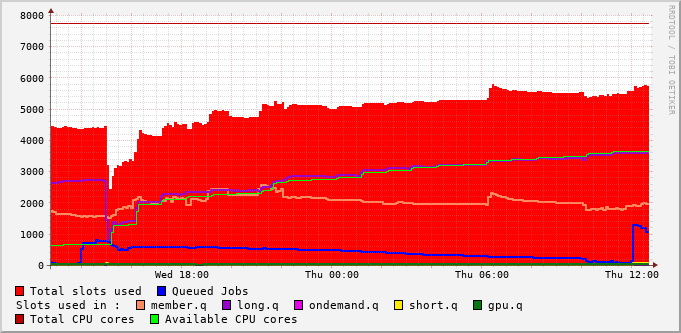 8000
7000
6000
5000
4000
3000
2000
1000
0
Wed 18:00 Thu 00:00 Thu 06:00 Thu 12:00
RRDTOOL / TOBI OETIKER
Total slots used Queued Jobs
Slots used in : member.q long.q ondemand.q short.q gpu.q
Total CPU cores Available CPU cores